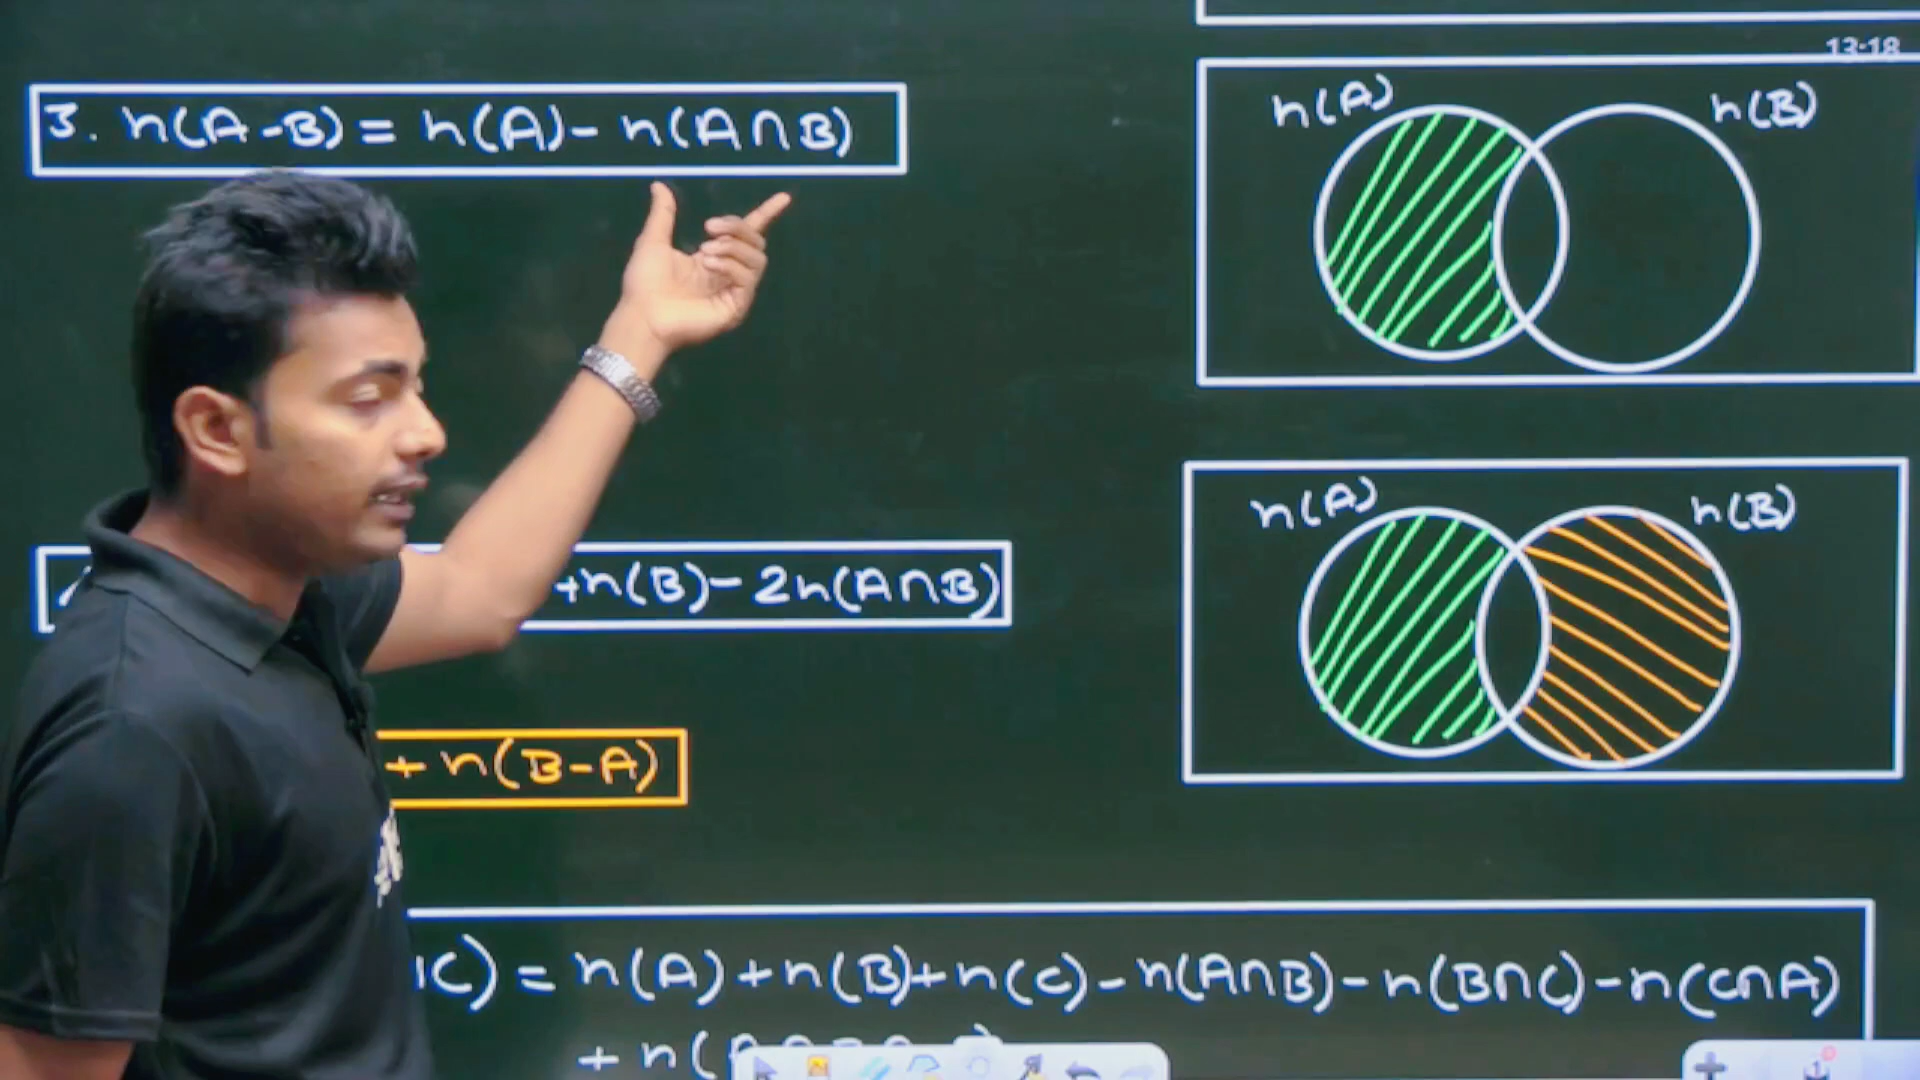 13:18
3. n(A-B) = n(A)- n(A∩B)
n(A)
n(B)
n(A)
n(B)
+n(B)- 2n(A∩B)
+ n(B-A)
C) = n(A)+n(B)+n(C)-n(A∩B)-n(B∩C)-n(C∩A)
+ n(